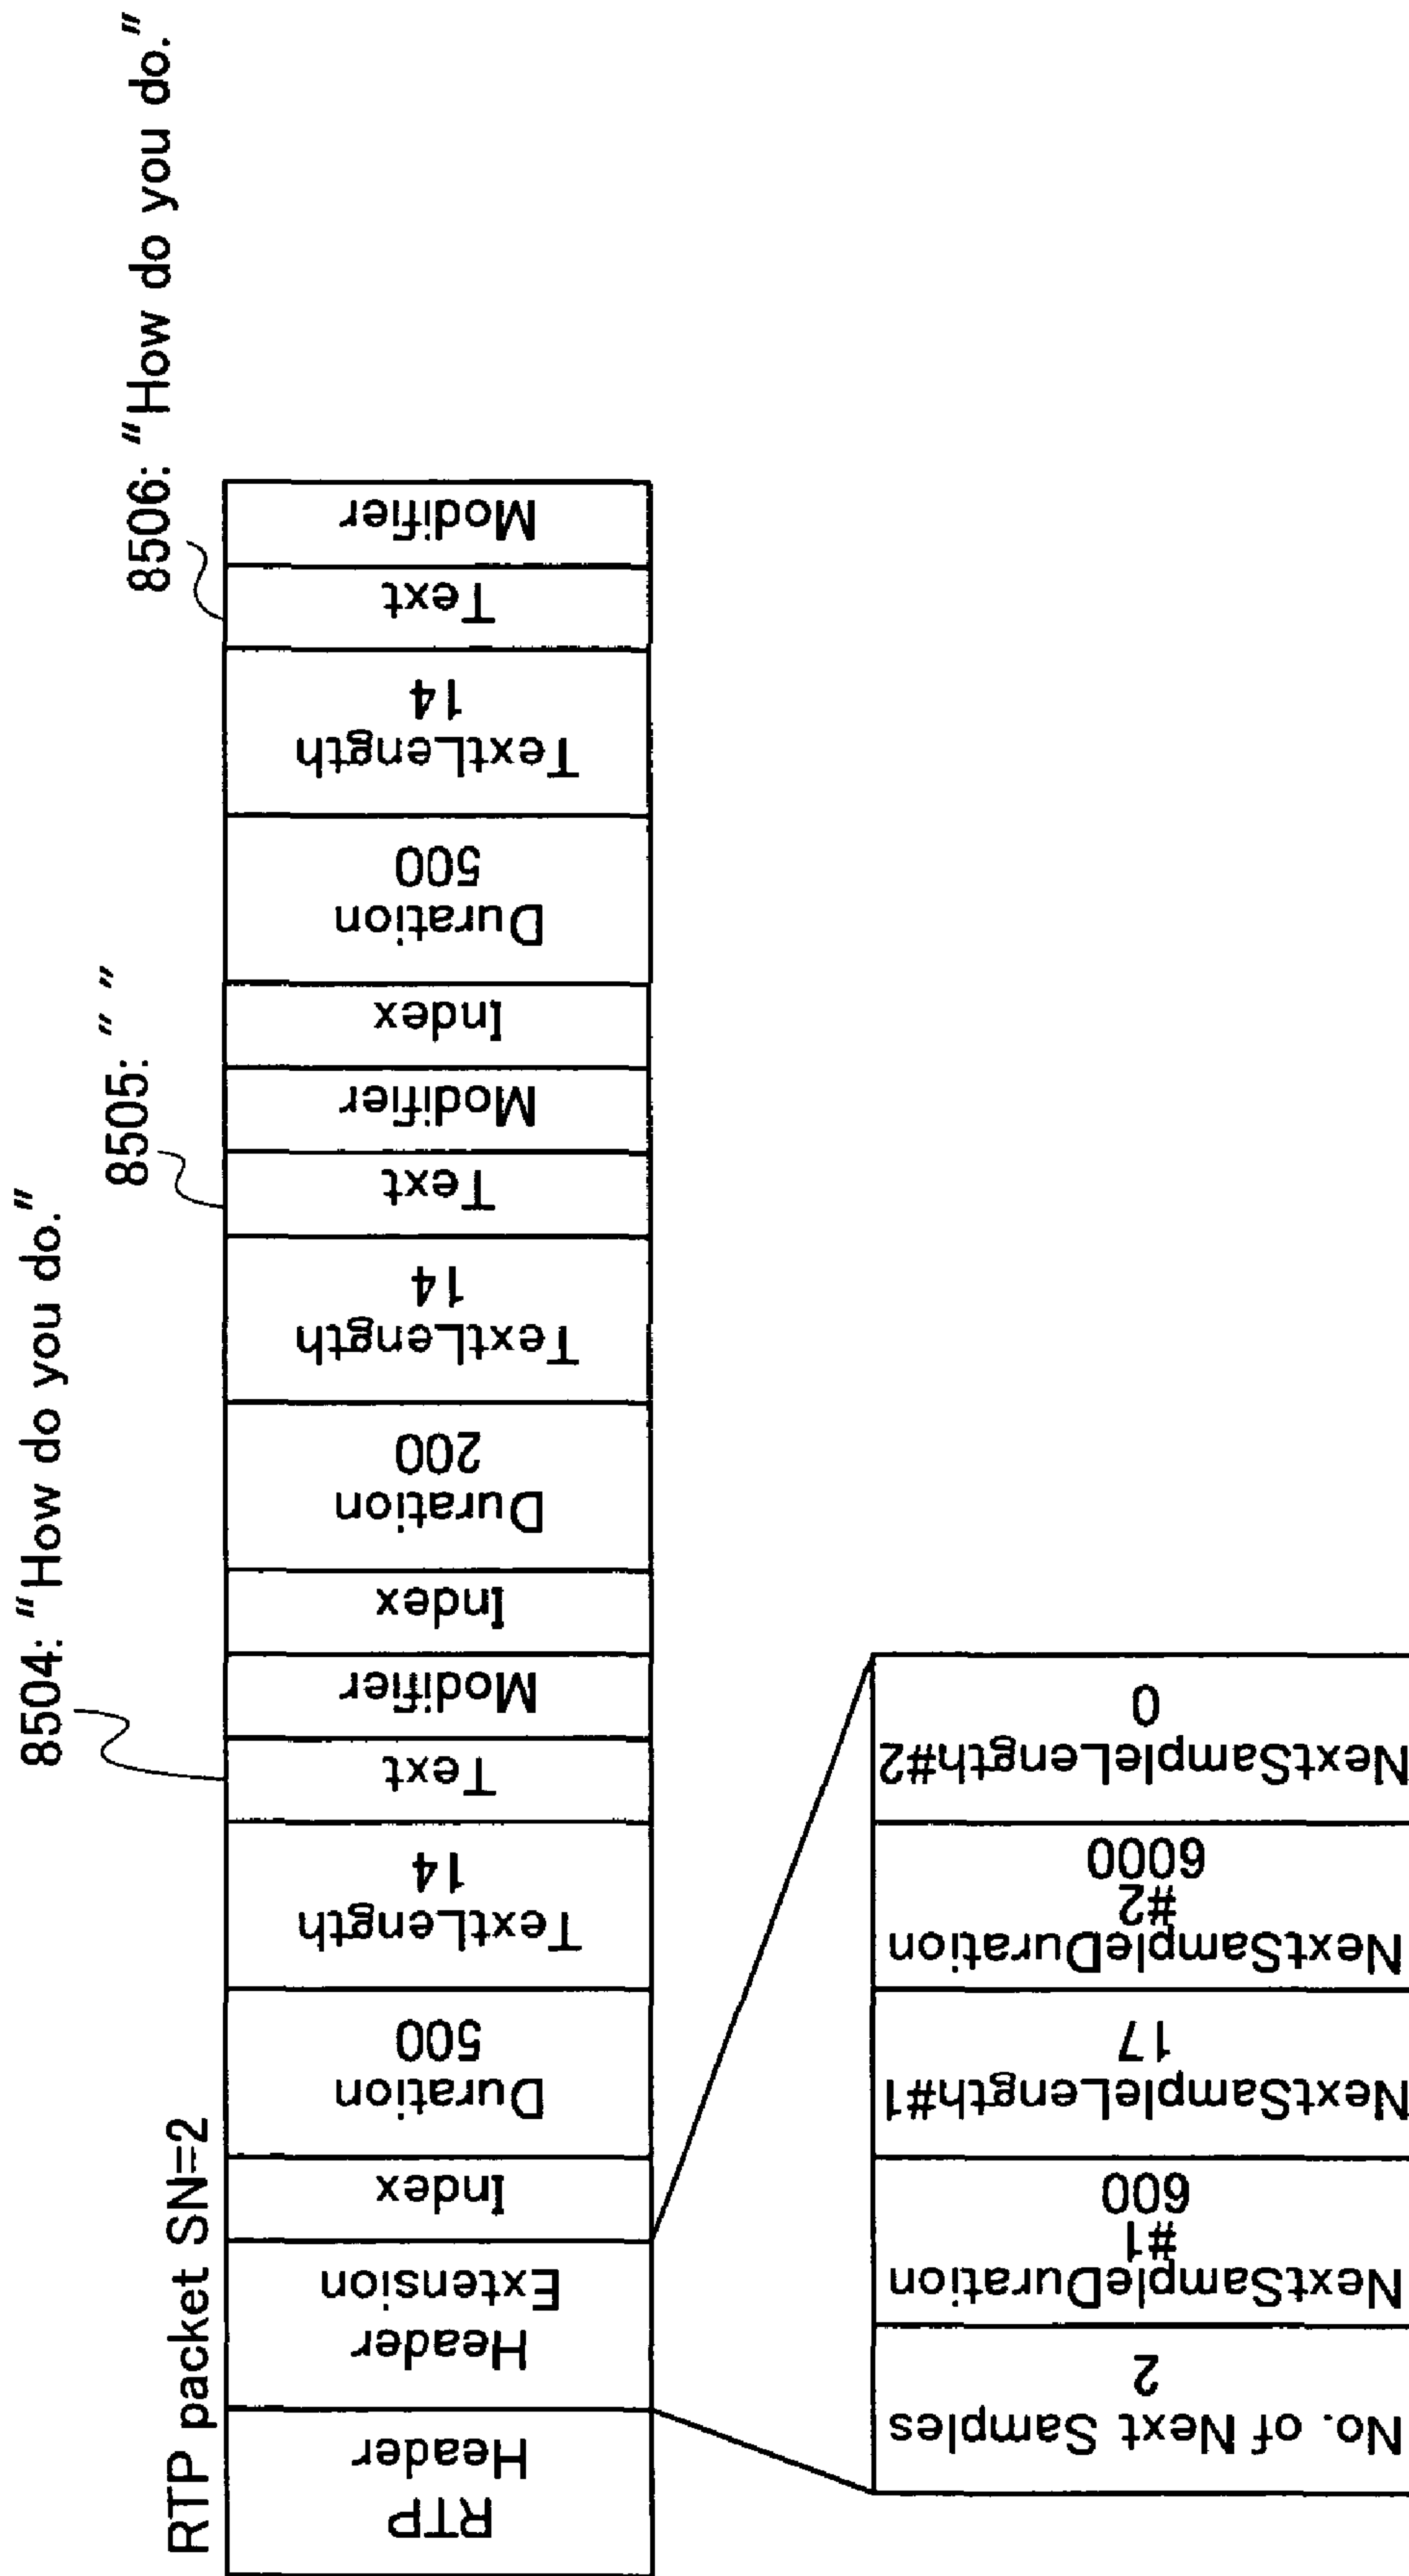 8504: "How do you do."
8505: " "
8506: "How do you do."
RTP packet SN=2
RTP
Header
Header
Extension
Index
Duration
500
TextLength
14
Text
Modifier
Index
Duration
200
TextLength
14
Text
Modifier
Index
Duration
500
TextLength
14
Text
Modifier
No. of Next Samples
2
NextSampleDuration
#1
600
NextSampleLength#1
17
NextSampleDuration
#2
6000
NextSampleLength#2
0